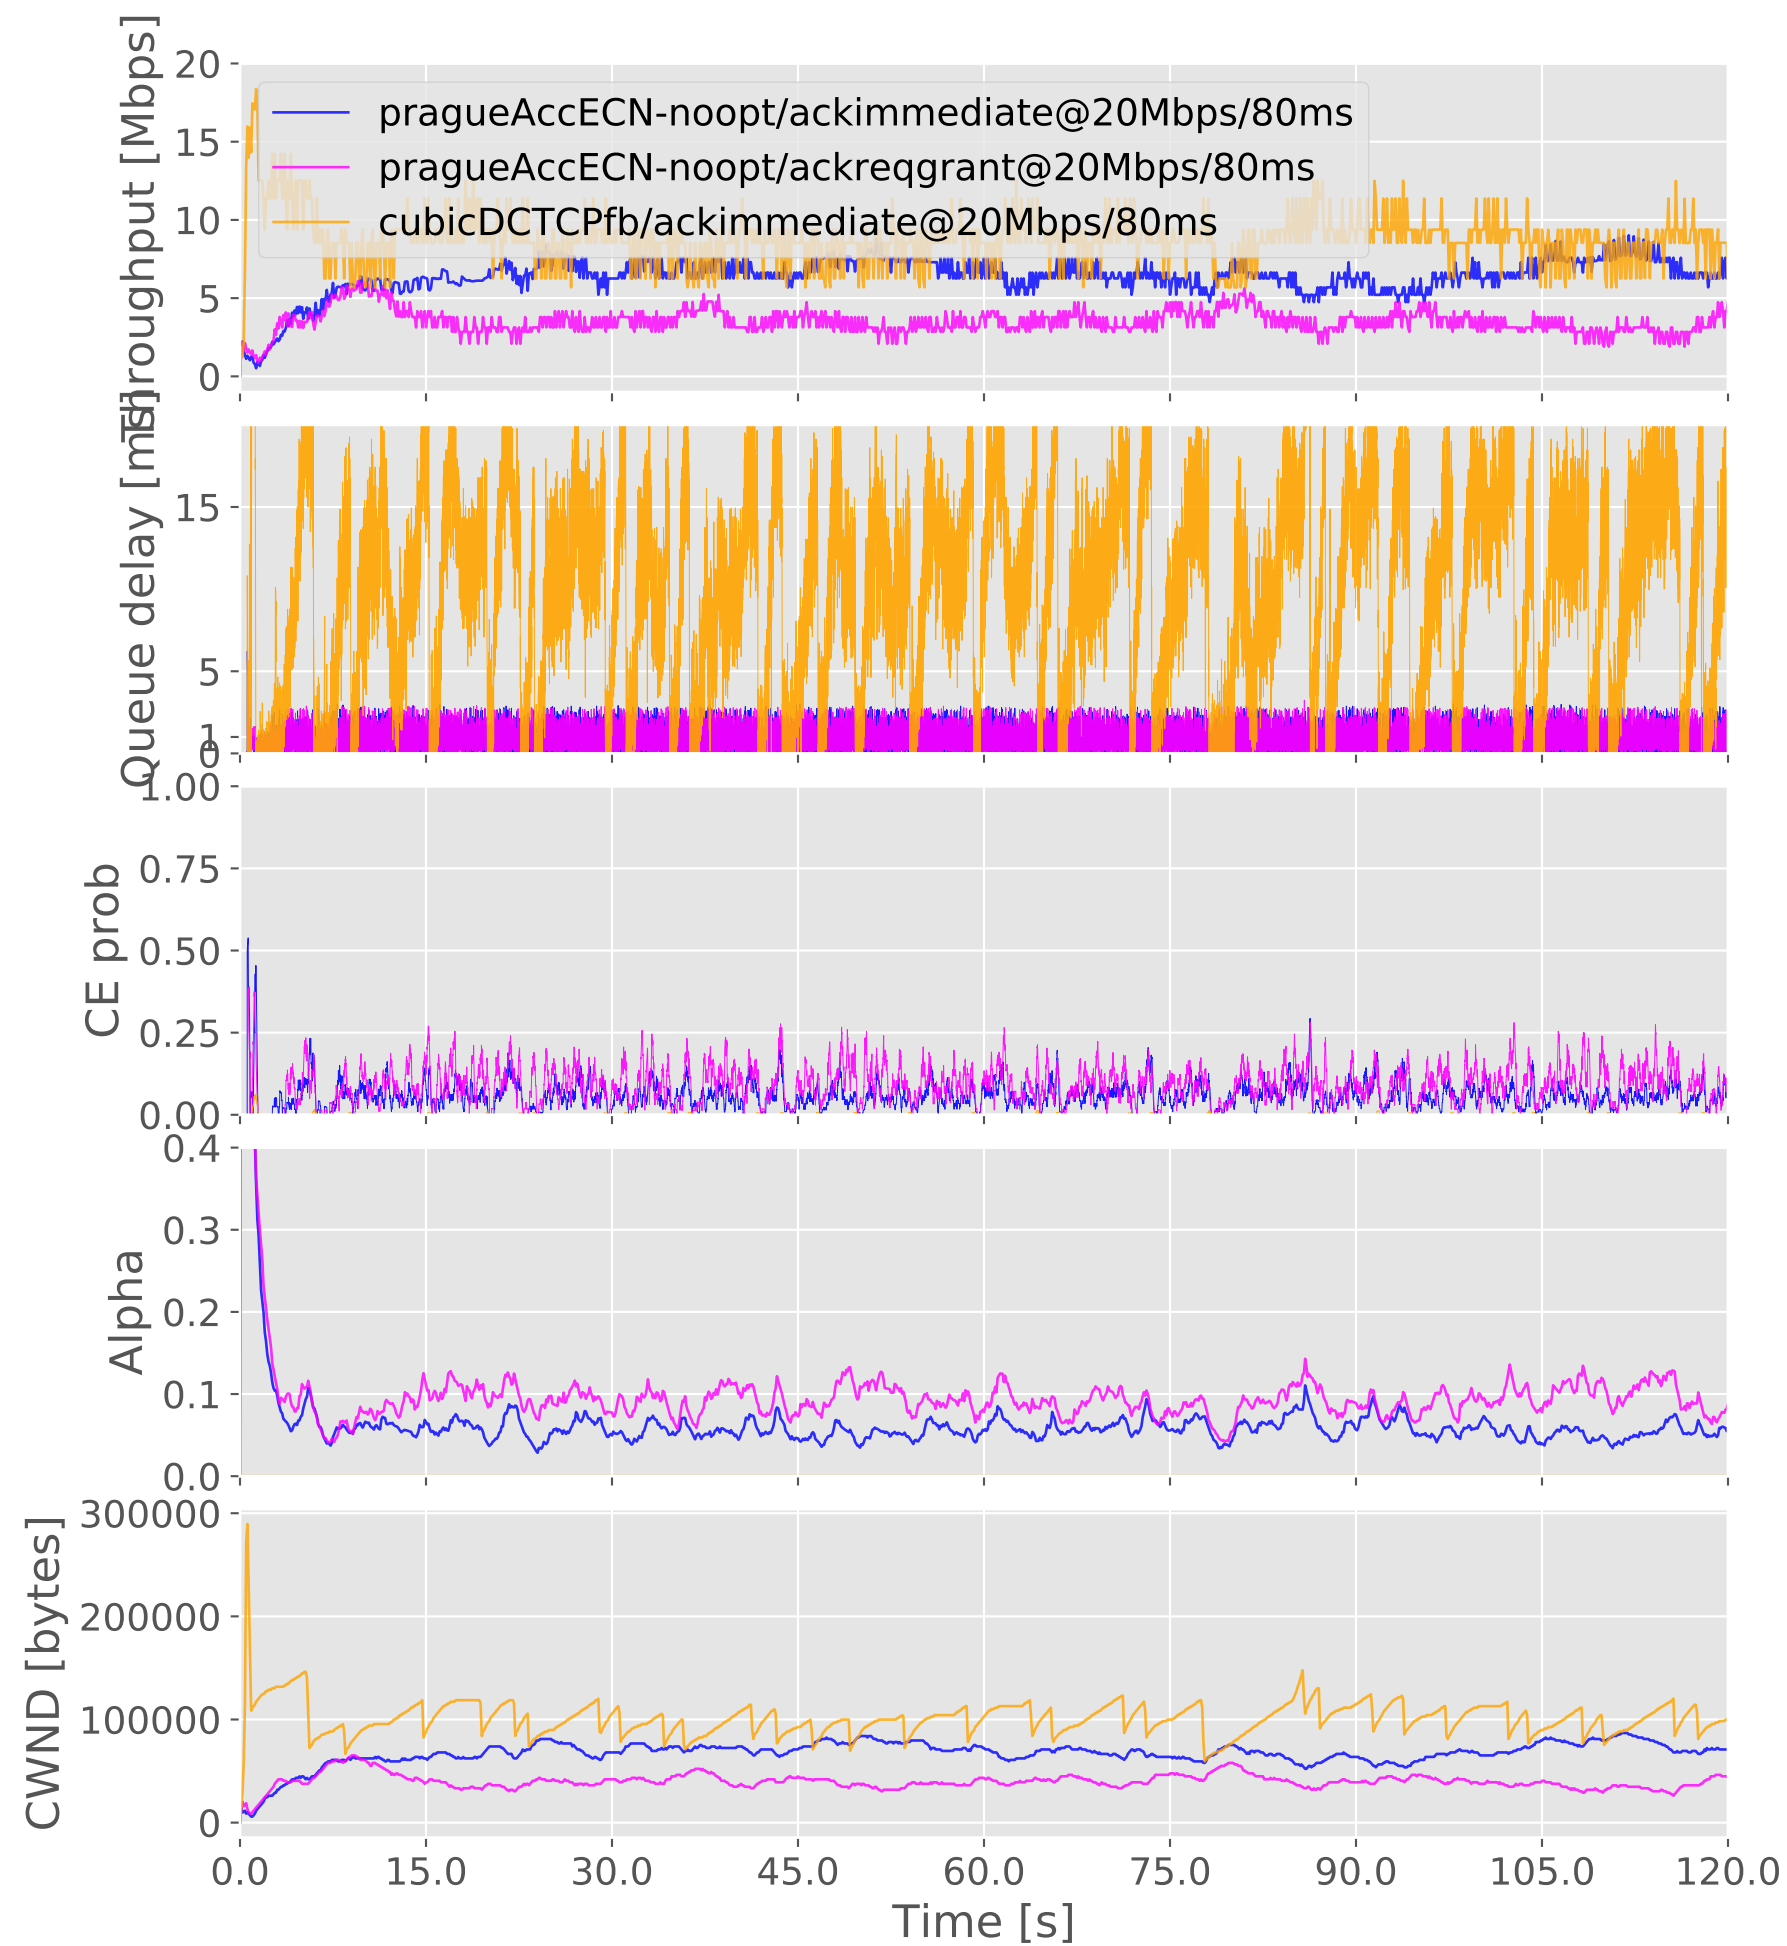 Throughput [Mbps]
20
15
10
5
0
pragueAccECN-noopt/ackimmediate@20Mbps/80ms
pragueAccECN-noopt/ackreqgrant@20Mbps/80ms
cubicDCTCPfb/ackimmediate@20Mbps/80ms
Queue delay [ms]
15
5
1
0
CE prob
1.00
0.75
0.50
0.25
0.00
Alpha
0.4
0.3
0.2
0.1
0.0
CWND [bytes]
300000
200000
100000
0
0.0 15.0 30.0 45.0 60.0 75.0 90.0 105.0 120.0
Time [s]